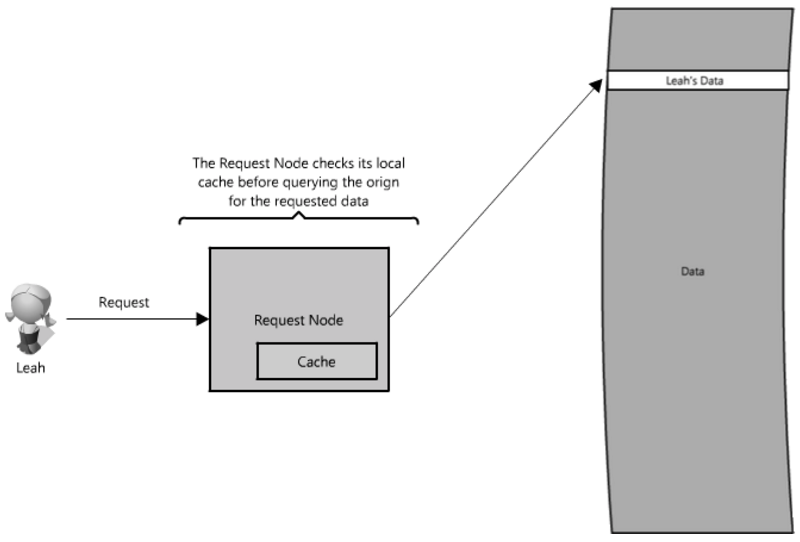 Leah's Data
The Request Node checks its local
cache before querying the orign
for the requested data
Data
Request
Request Node
Cache
Leah